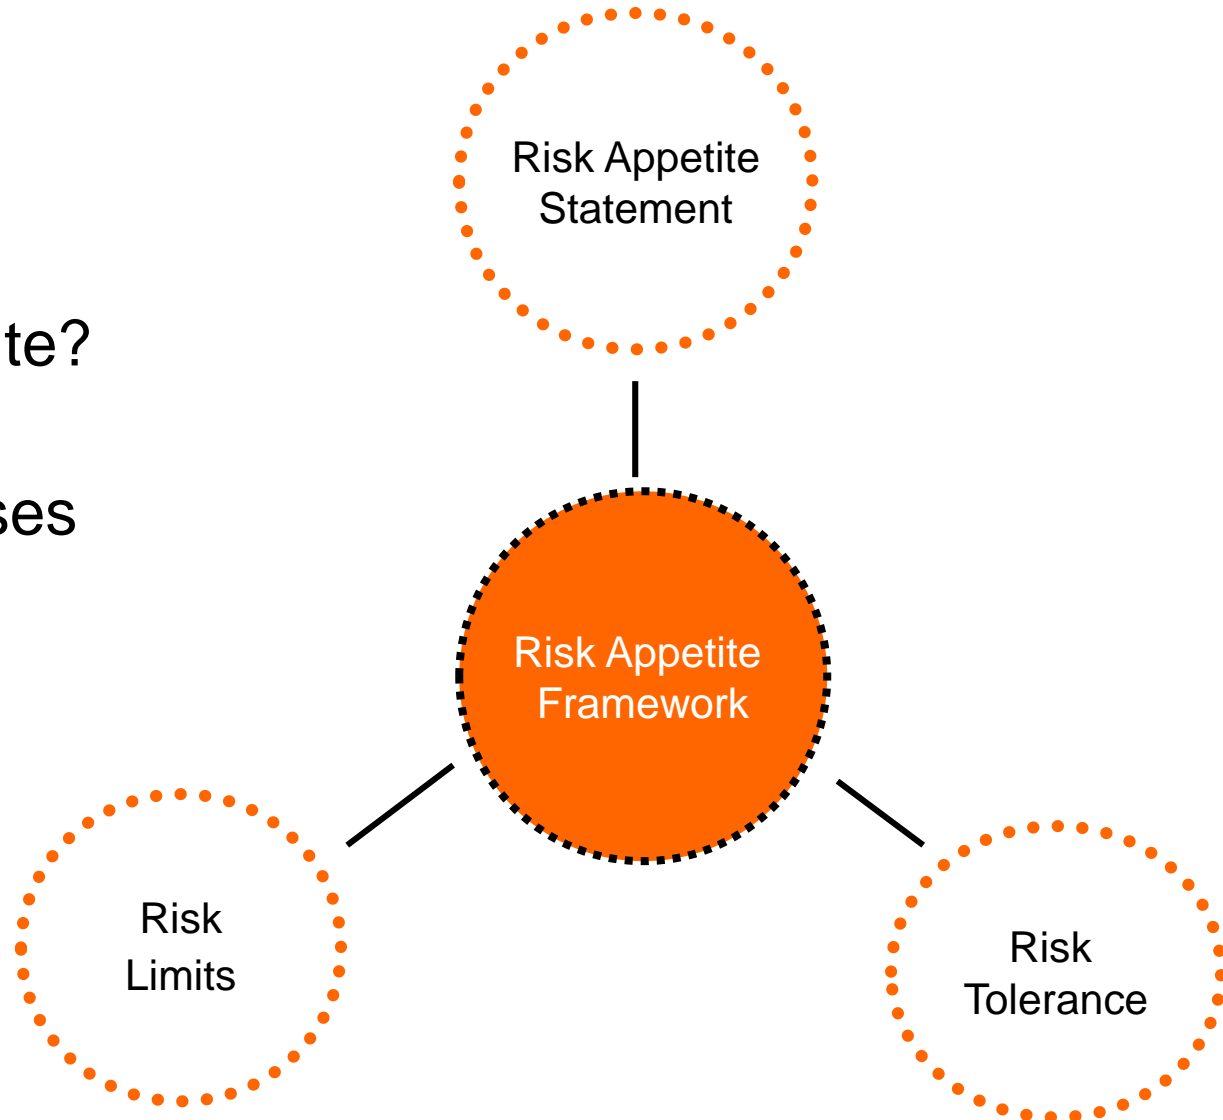 Risk Appetite
Statement
te?
ses
Risk Appetite
Framework
Risk
Limits
Risk
Tolerance